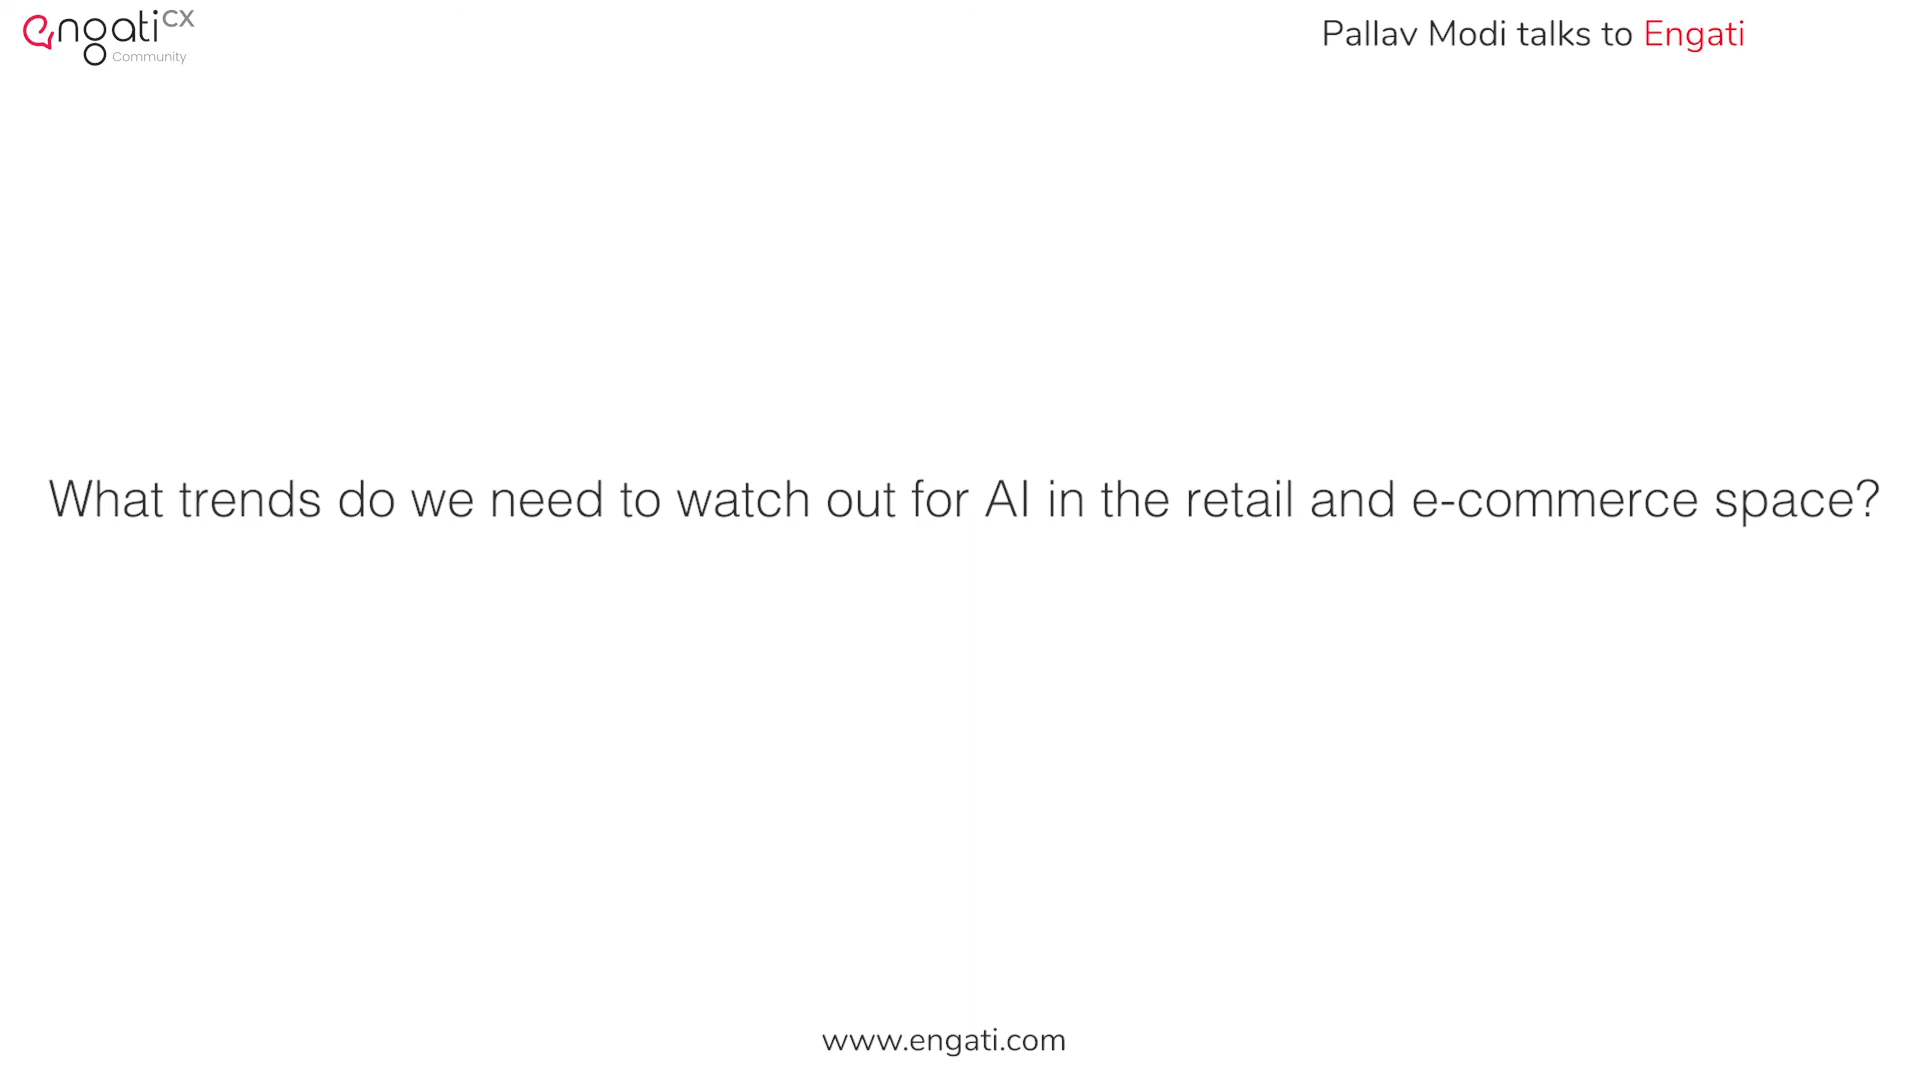 engati CX
Community
Pallav Modi talks to Engati
What trends do we need to watch out for AI in the retail and e-commerce space?
www.engati.com